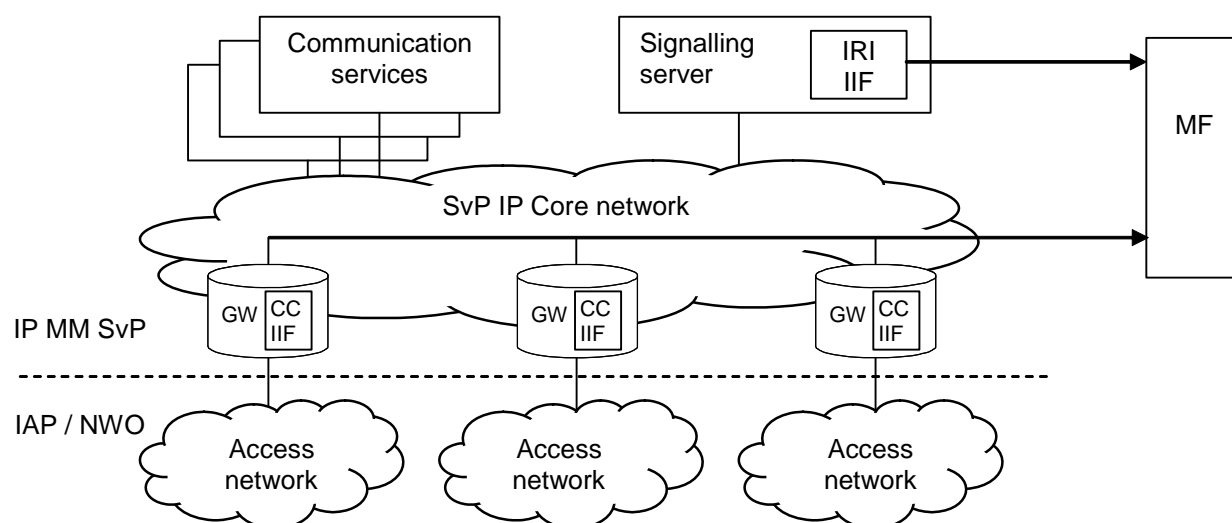 Communication
services
Signalling
server
IRI
IIF
MF
SvP IP Core network
GW
CC
IIF
GW
CC
IIF
GW
CC
IIF
IP MM SvP
IAP / NWO
Access
network
Access
network
Access
network